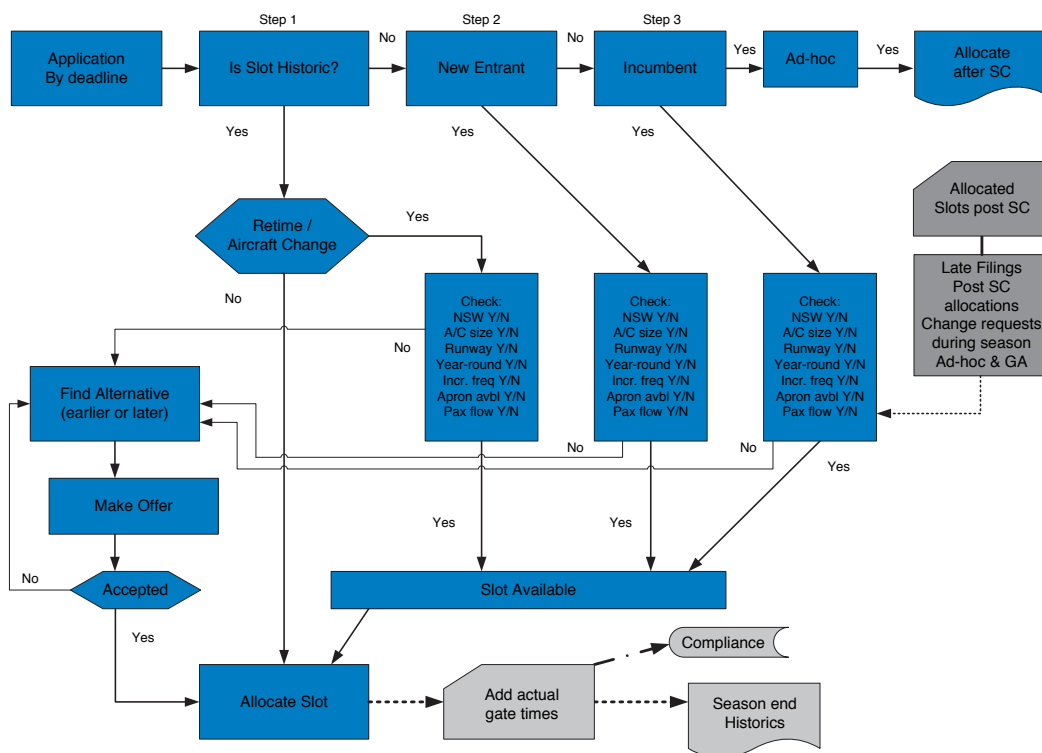 Step 1
Step 2
Step 3
Application
By deadline
Is Slot Historic?
No
New Entrant
No
Incumbent
Yes
Ad-hoc
Yes
Allocate
after SC
Yes
Yes
Yes
Allocated
Slots post SC
Retime /
Aircraft Change
Yes
No
Late Filings
Post SC
allocations
Change requests
during season
Ad-hoc & GA
Check:
NSW Y/N
A/C size Y/N
Runway Y/N
Year-round Y/N
Incr. freq Y/N
Apron avbl Y/N
Pax flow Y/N
Check:
NSW Y/N
A/C size Y/N
Runway Y/N
Year-round Y/N
Incr. freq Y/N
Apron avbl Y/N
Pax flow Y/N
Check:
NSW Y/N
A/C size Y/N
Runway Y/N
Year-round Y/N
Incr. freq Y/N
Apron avbl Y/N
Pax flow Y/N
No
Find Alternative
(earlier or later)
No
No
Yes
Make Offer
Yes
Yes
No
Accepted
Slot Available
Yes
Compliance
Allocate Slot
Add actual
gate times
Season end
Historics